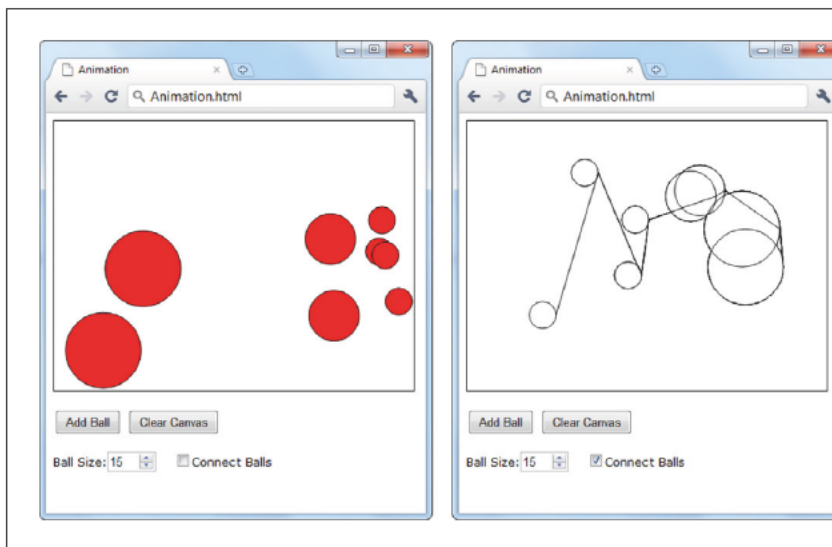 Animation
Animation.html
Add Ball Clear Canvas
Ball Size: 15 Connect Balls
Animation
Animation.html
Add Ball Clear Canvas
Ball Size: 15 Connect Balls